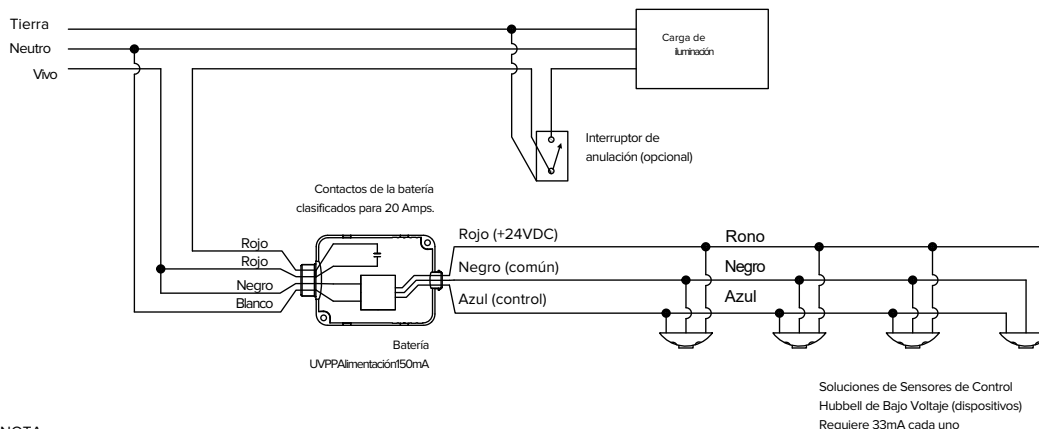 Tierra
Neutro
Vivo
Carga de
iluminación
Interruptor de
anulación (opcional)
Contactos de la batería
clasificados para 20 Amps.
Rojo
Rojo
Negro
Blanco
Rojo (+24VDC)
Negro (común)
Azul (control)
Rono
Negro
Azul
Batería
UVPPAlimentación150mA
Soluciones de Sensores de Control
Hubbell de Bajo Voltaje (dispositivos)
Requiere 33mA cada uno
NOTA